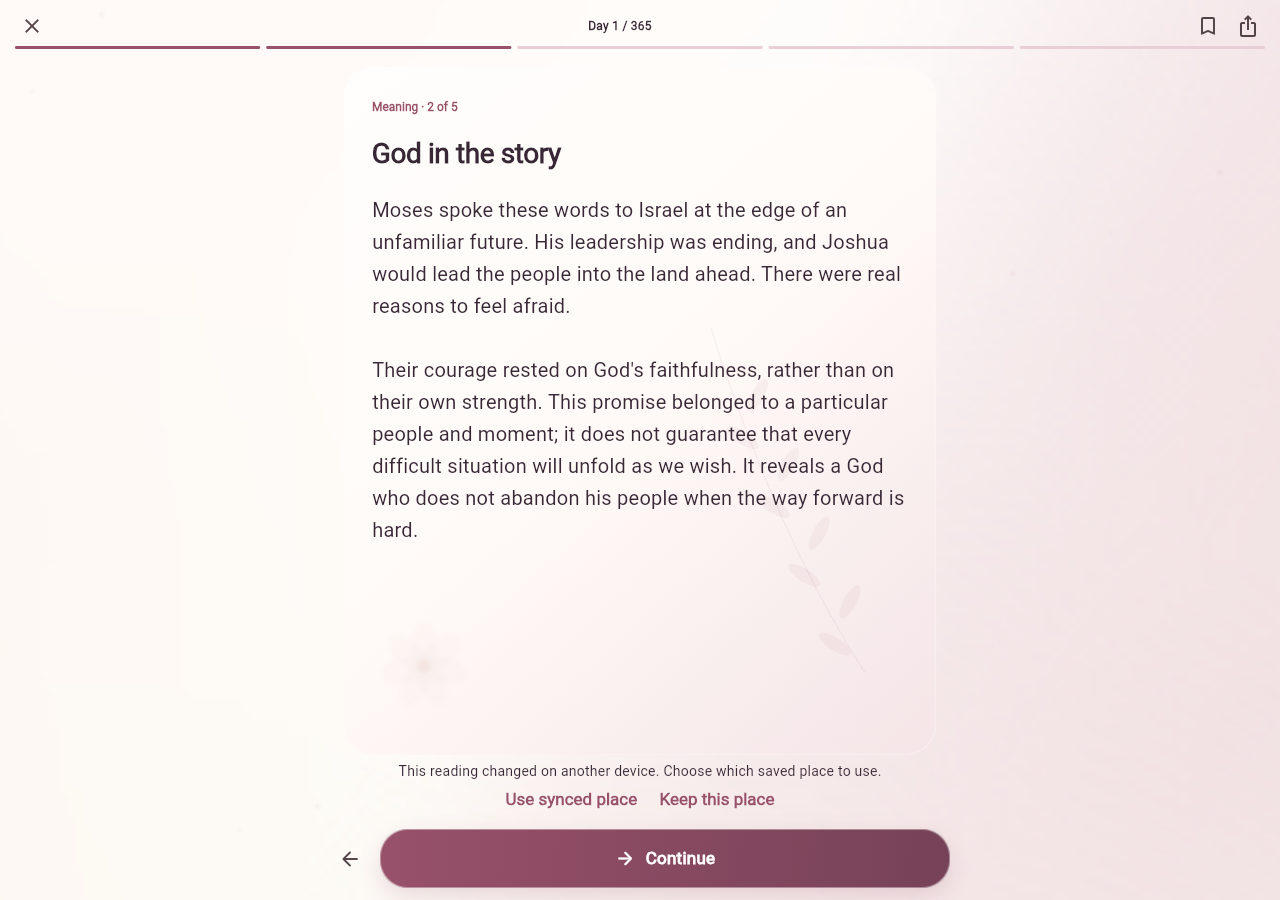 Day 1 / 365
Meaning · 2 of 5
God in the story
Moses spoke these words to Israel at the edge of an
unfamiliar future. His leadership was ending, and Joshua
would lead the people into the land ahead. There were real
reasons to feel afraid.
Their courage rested on God's faithfulness, rather than on
their own strength. This promise belonged to a particular
people and moment; it does not guarantee that every
difficult situation will unfold as we wish. It reveals a God
who does not abandon his people when the way forward is
hard.
This reading changed on another device. Choose which saved place to use.
Use synced place Keep this place
Continue